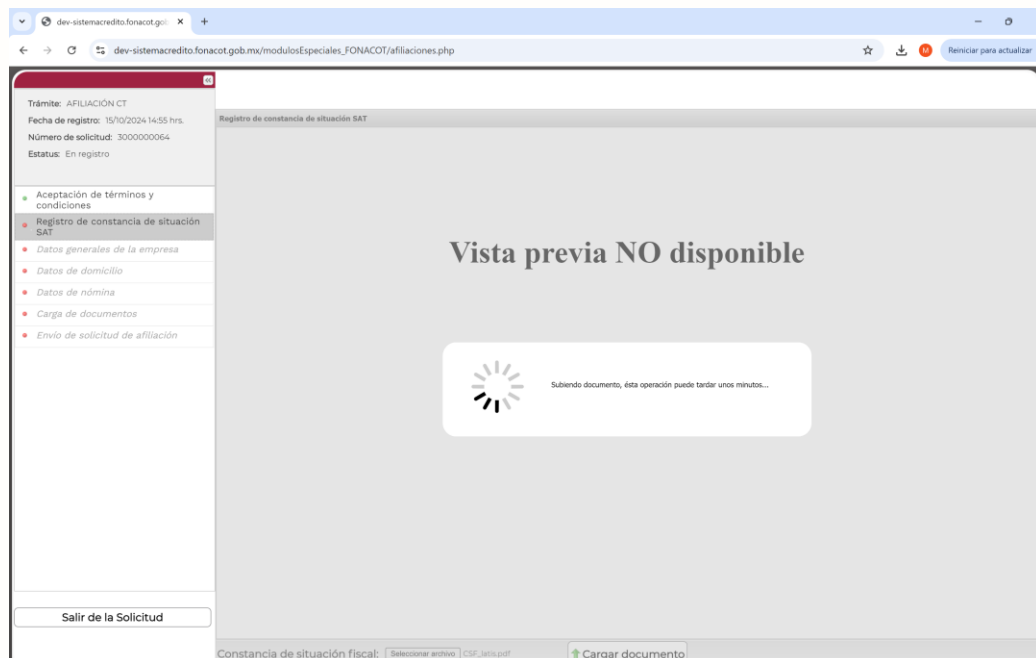 dev-sistemacredito.fonacot.gob
dev-sistemacredito.fonacot.gob.mx/modulosEspeciales_FONACOT/afiliaciones.php
M
Reiniciar para actualizar
Trámite: AFILIACIÓN CT
Fecha de registro: 15/10/2024 14:55 hrs.
Número de solicitud: 3000000064
Estatus: En registro
Registro de constancia de situación SAT
Aceptación de términos y
condiciones
Registro de constancia de situación
SAT
Datos generales de la empresa
Datos de domicilio
Datos de nómina
Carga de documentos
Envío de solicitud de afiliación
Vista previa NO disponible
Subiendo documento, ésta operación puede tardar unos minutos...
Salir de la Solicitud
Constancia de situación fiscal: Seleccionar archivo CSF_latis.pdf
Cargar documento